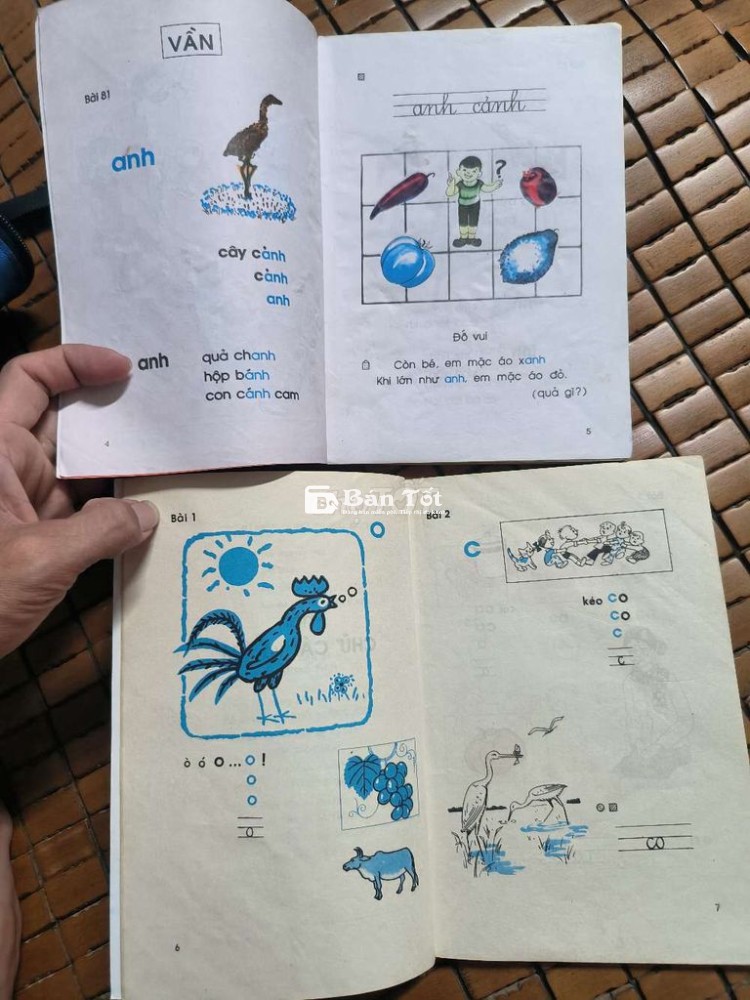 VẦN
Bài 81
anh
cây cảnh
cảnh
anh
anh
quả chanh
hộp bánh
con cánh cam
4
anh cảnh
?
Đố vui
Còn bé, em mặc áo xanh
Khi lớn như anh, em mặc áo đỏ.
(quả gì?)
5
Bán Tốt
Bài 1
o
ò ó o...o !
o
o
o
6
Bài 2
c
kéo co
co
c
c
co
7